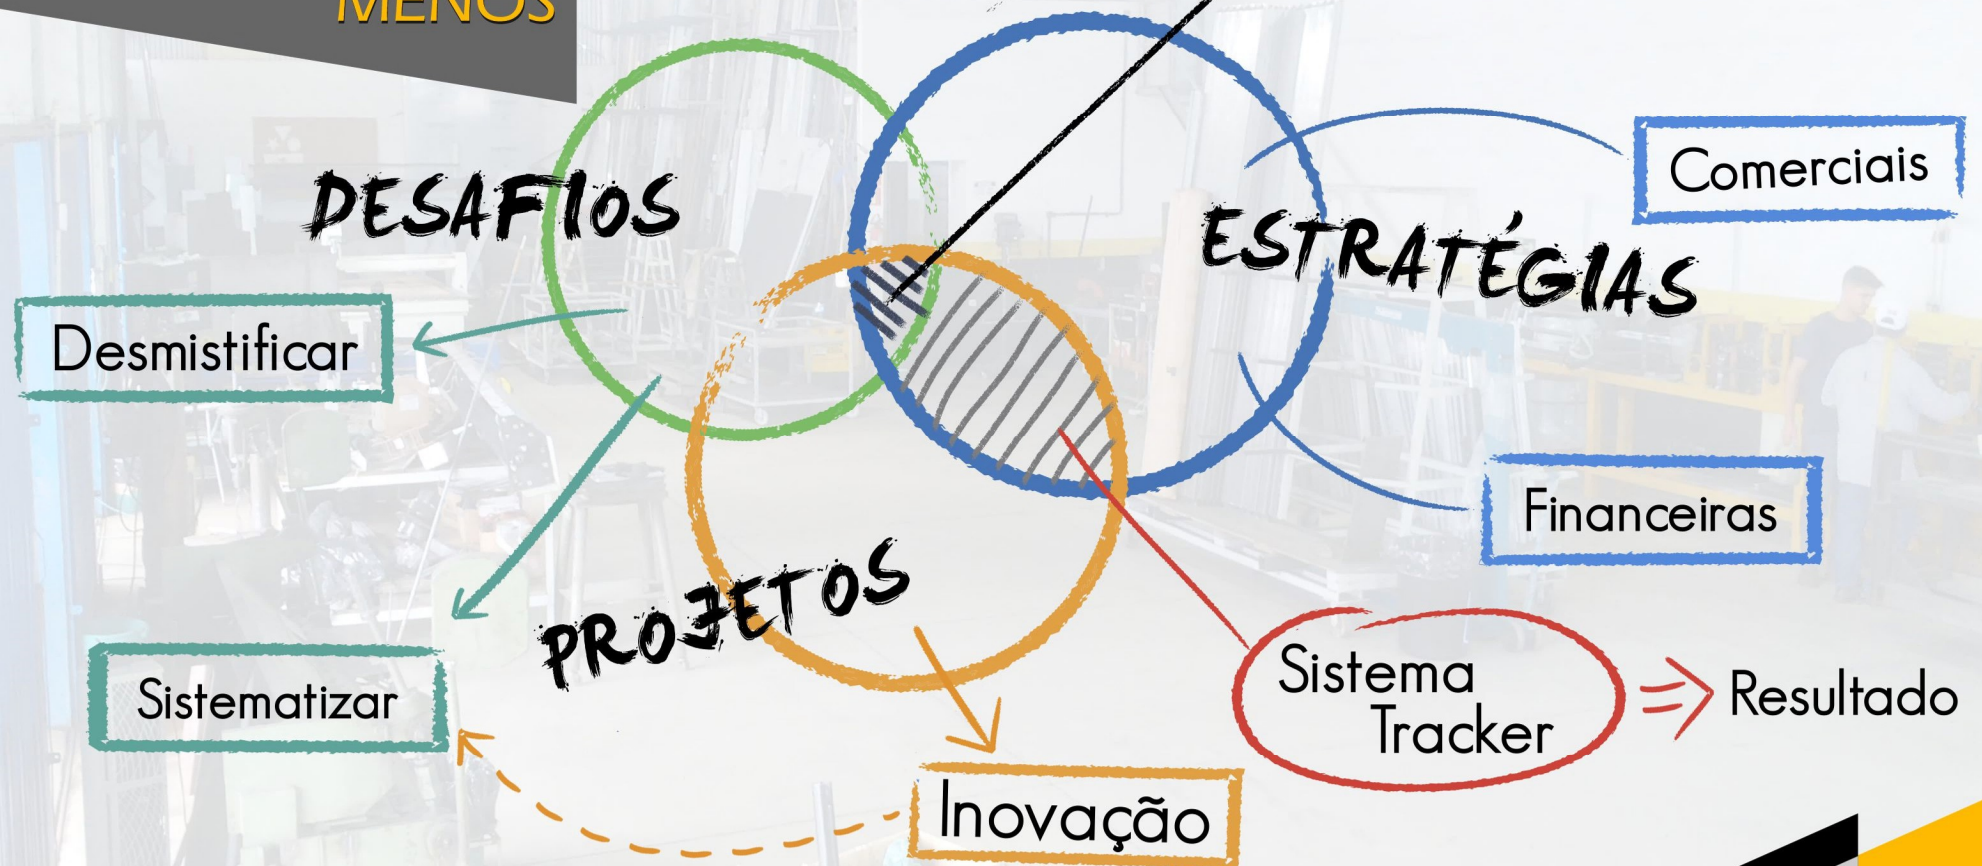 MENOS
DESAFIOS
ESTRATÉGIAS
Comerciais
Desmistificar
Financeiras
PROJETOS
Sistematizar
Sistema
Tracker
Resultado
Inovação